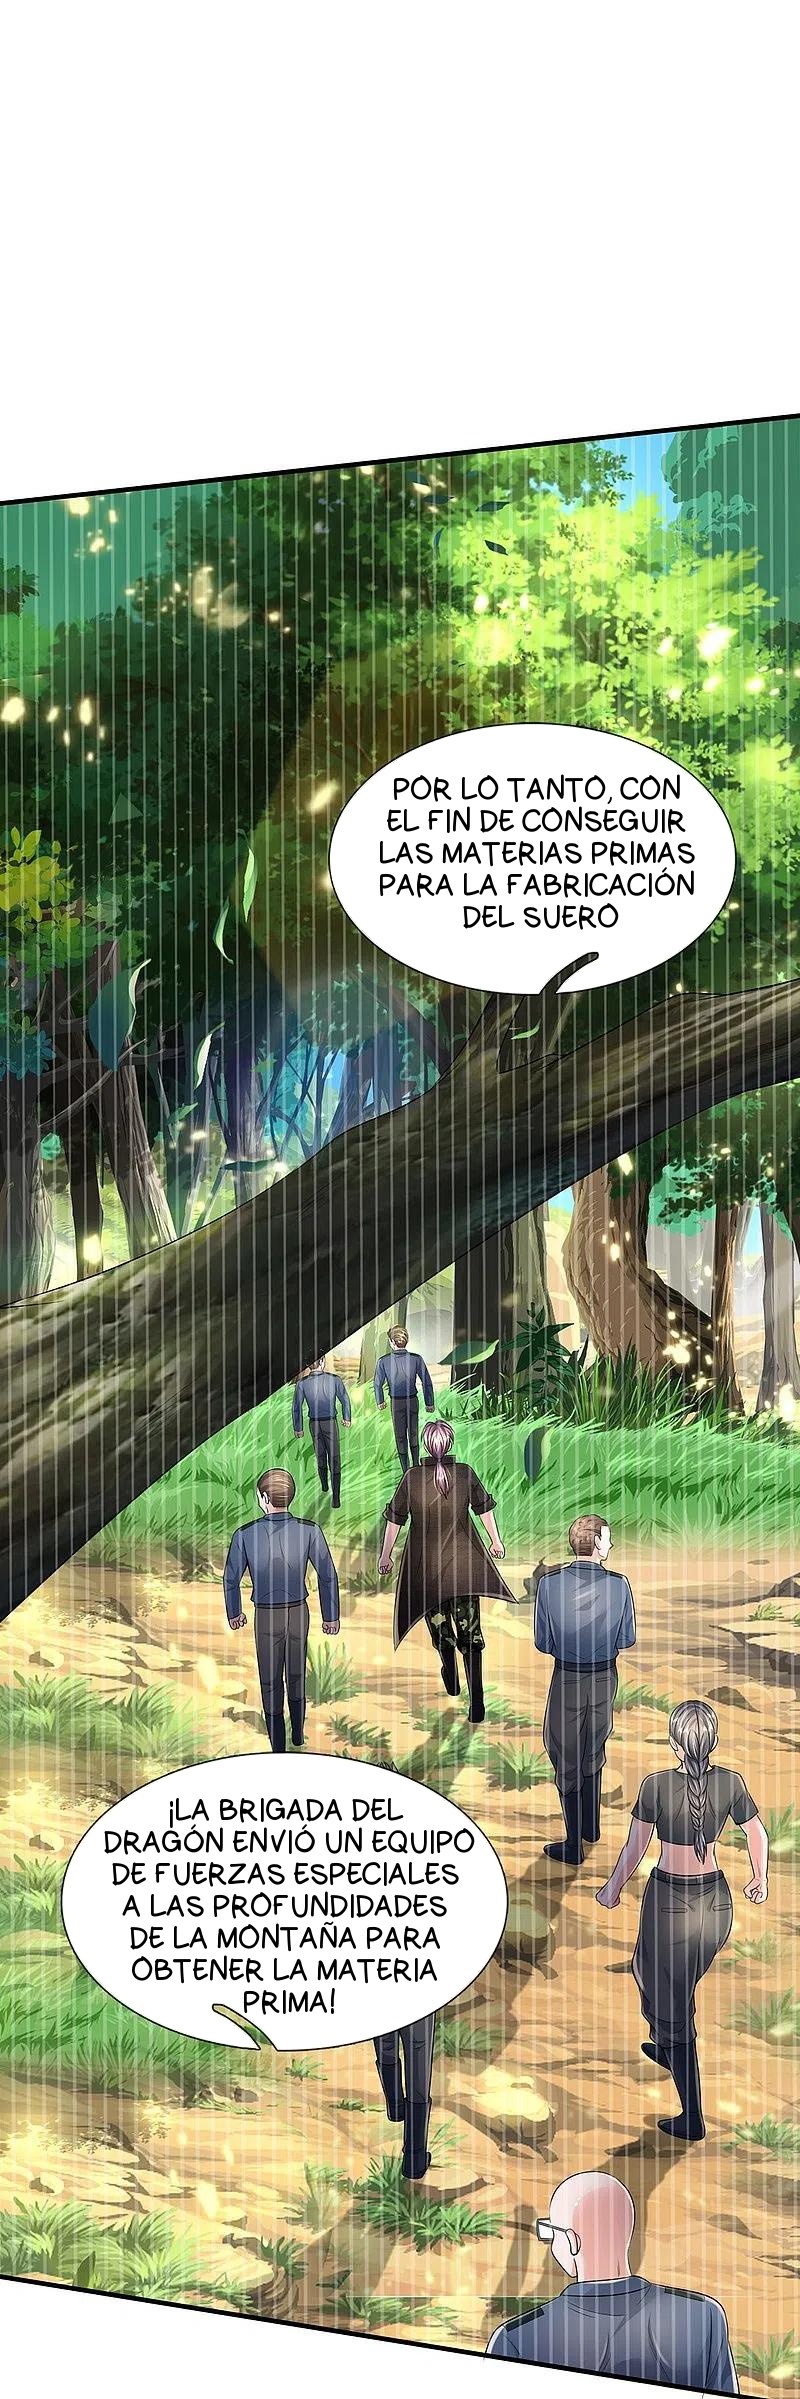 POR LO TANTO, CON
EL FIN DE CONSEGUIR
LAS MATERIAS PRIMAS
PARA LA FABRICACIÓN
DEL SUERO
¡LA BRIGADA DEL
DRAGÓN ENVIÓ UN EQUIPO
DE FUERZAS ESPECIALES
A LAS PROFUNDIDADES
DE LA MONTAÑA PARA
OBTENER LA MATERIA
PRIMA!